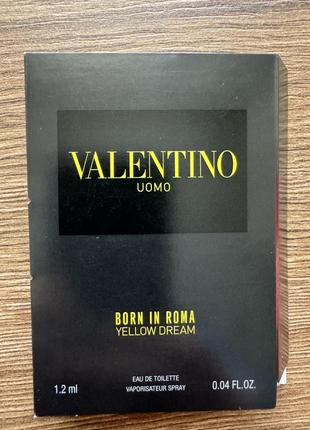 VALENTINO
UOMO
BORN IN ROMA
YELLOW DREAM
EAU DE TOILETTE
1.2 ml VAPORISATEUR SPRAY 0.04 FL.OZ.